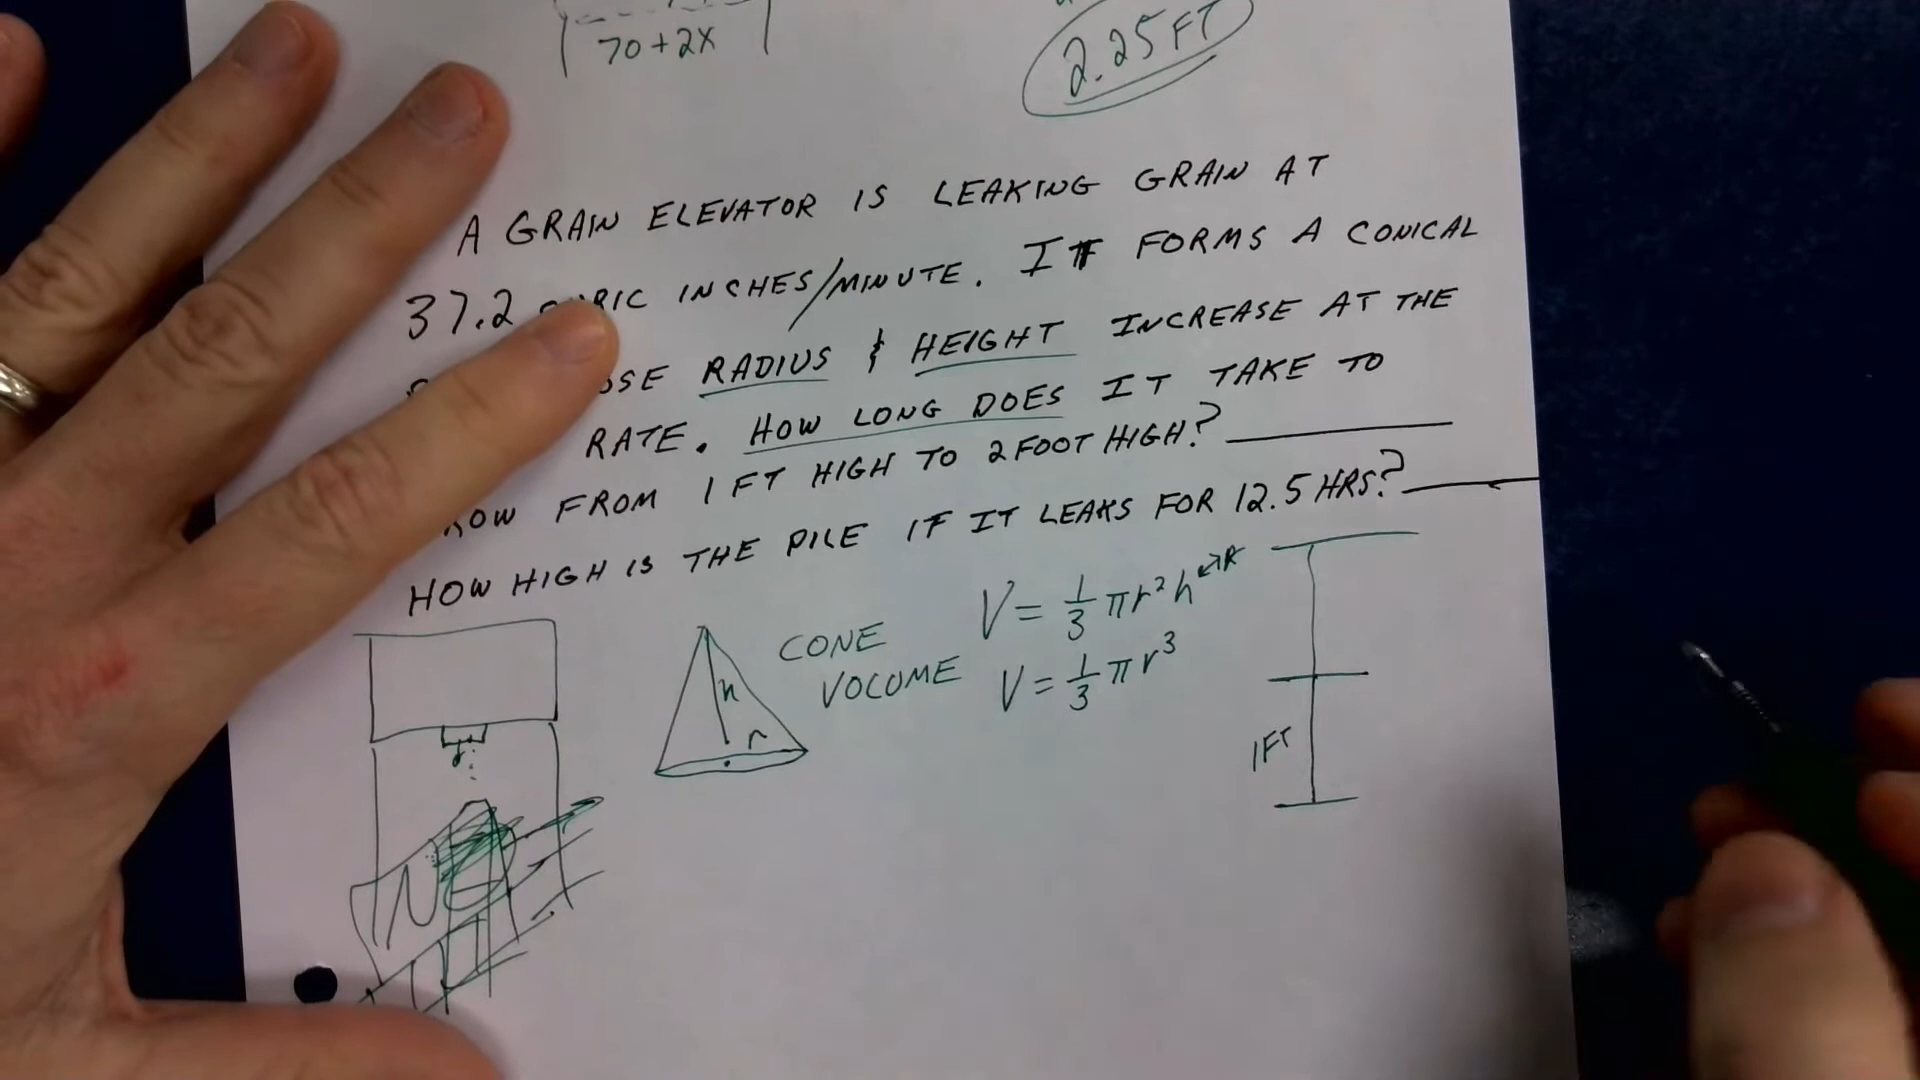 70+2X
2.25 FT
A GRAIN ELEVATOR IS LEAKING GRAIN AT
37.2 INCHES/MINUTE. IT FORMS A CONICAL
RADIUS & HEIGHT INCREASE AT THE
RATE. HOW LONG DOES IT TAKE TO
FROM 1 FT HIGH TO 2 FOOT HIGH?
HOW HIGH IS THE PILE IF IT LEAKS FOR 12.5 HRS?
CONE V = 1/3 πr²h
VOLUME V = 1/3 πr³
h
r
1FT